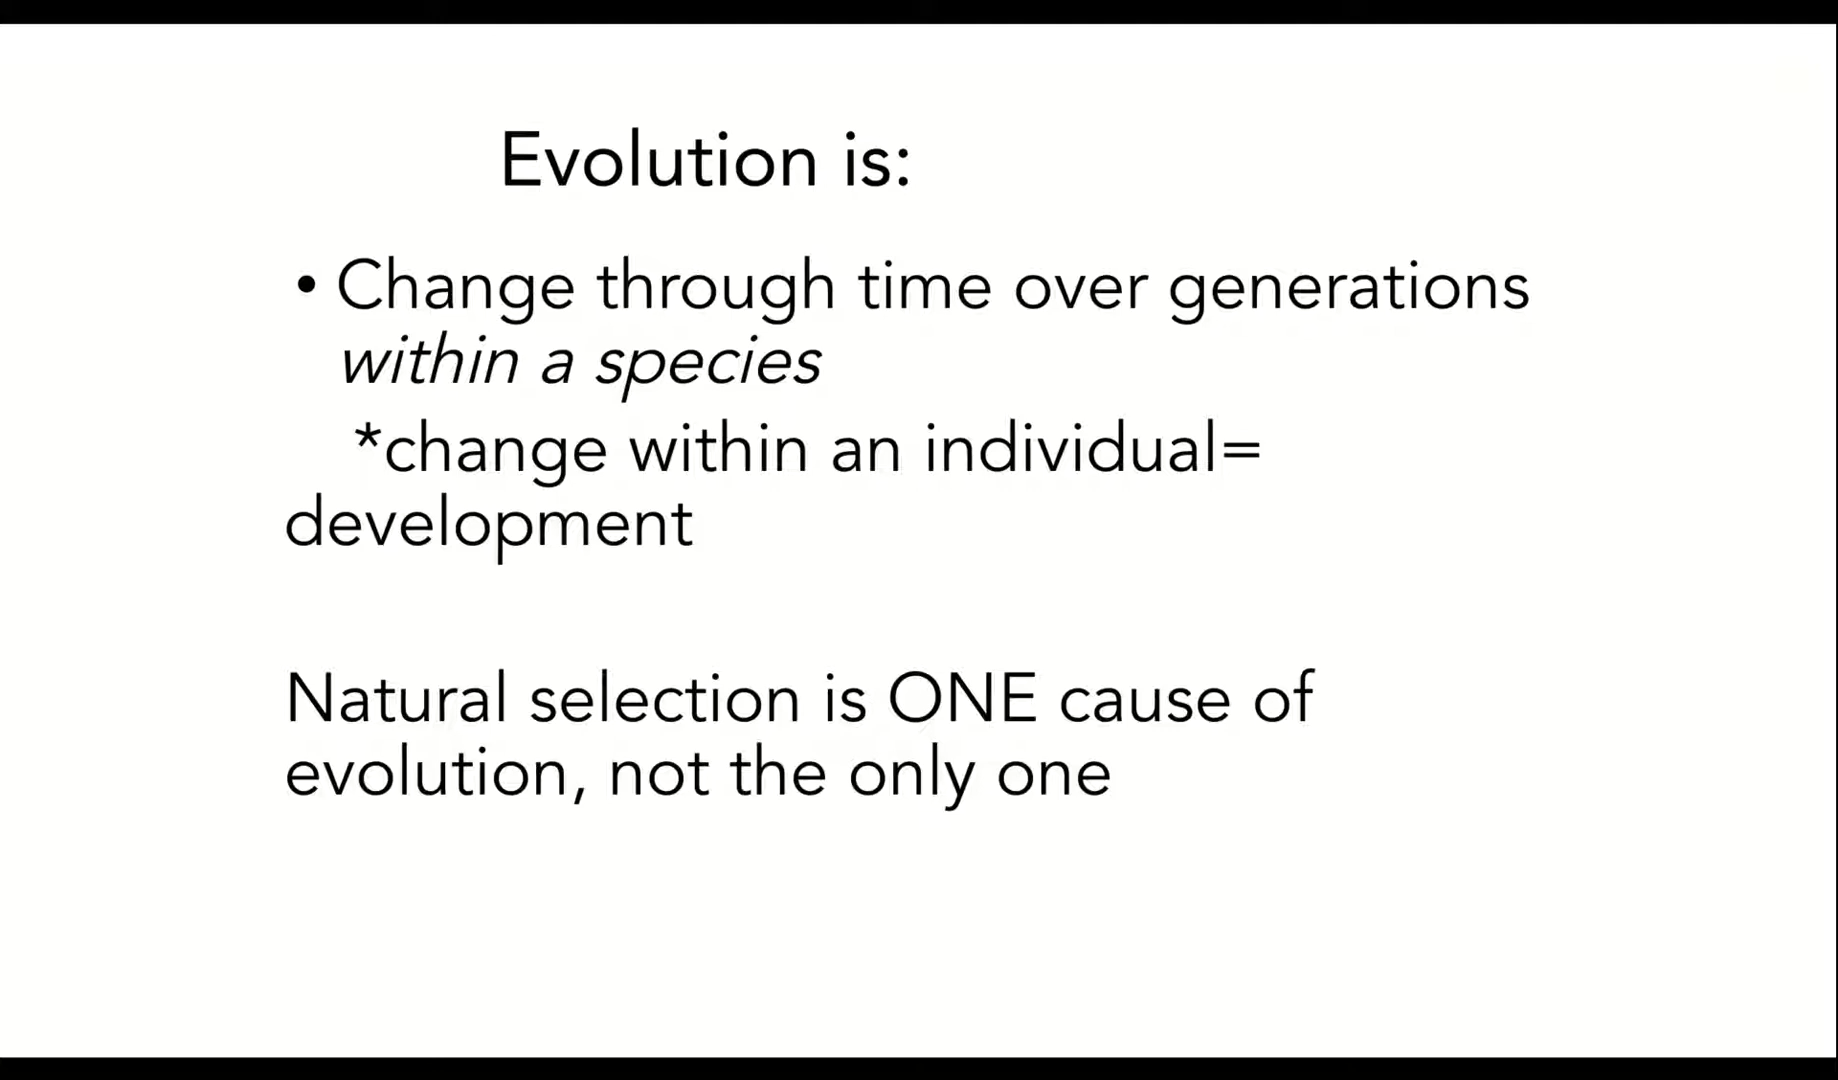 Evolution is:
• Change through time over generations
within a species
*change within an individual=
development
Natural selection is ONE cause of
evolution, not the only one